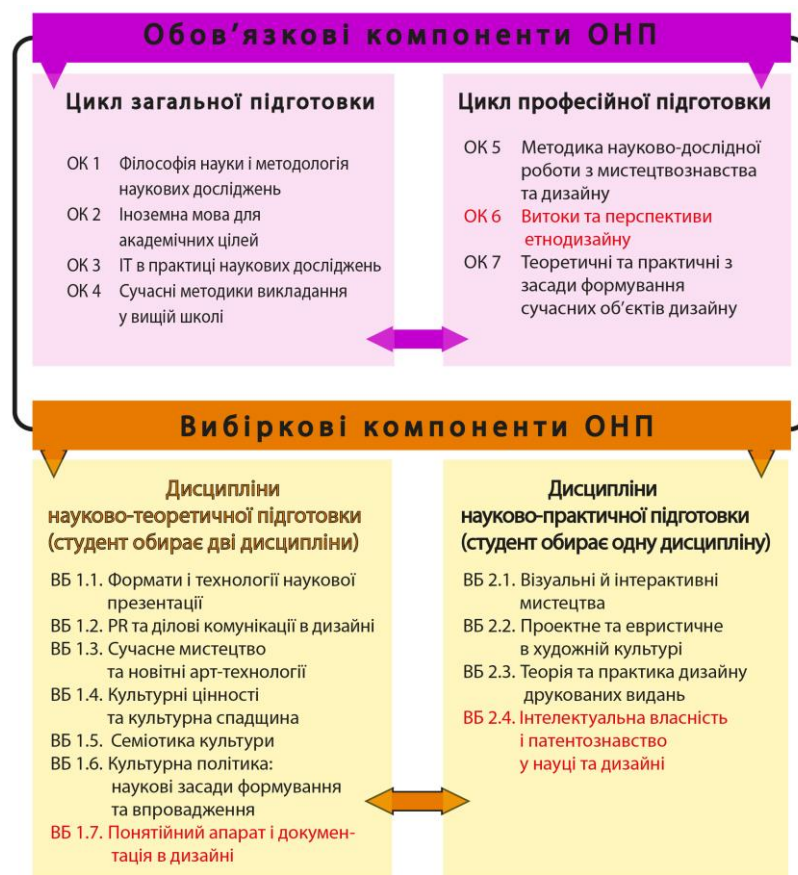 Обов’язкові компоненти ОНП
Цикл загальної підготовки
ОК 1 Філософія науки і методологія
наукових досліджень
ОК 2 Іноземна мова для
академічних цілей
ОК 3 ІТ в практиці наукових досліджень
ОК 4 Сучасні методики викладання
у вищій школі
Цикл професійної підготовки
ОК 5 Методика науково-дослідної
роботи з мистецтвознавства
та дизайну
ОК 6 Витоки та перспективи
етнодизайну
ОК 7 Теоретичні та практичні з
засади формування
сучасних об’єктів дизайну
Вибіркові компоненти ОНП
Дисципліни
науково-теоретичної підготовки
(студент обирає дві дисципліни)
ВБ 1.1. Формати і технології наукової
презентації
ВБ 1.2. PR та ділові комунікації в дизайні
ВБ 1.3. Сучасне мистецтво
та новітні арт-технології
ВБ 1.4. Культурні цінності
та культурна спадщина
ВБ 1.5. Семіотика культури
ВБ 1.6. Культурна політика:
наукові засади формування
та впровадження
ВБ 1.7. Понятійний апарат і докумен-
тація в дизайні
Дисципліни
науково-практичної підготовки
(студент обирає одну дисципліну)
ВБ 2.1. Візуальні й інтерактивні
мистецтва
ВБ 2.2. Проектне та евристичне
в художній культурі
ВБ 2.3. Теорія та практика дизайну
друкованих видань
ВБ 2.4. Інтелектуальна власність
і патентознавство
у науці та дизайні